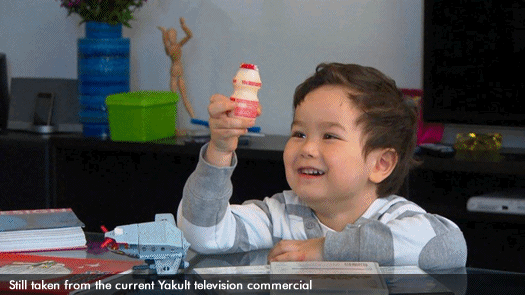 Still taken from the current Yakult television commercial